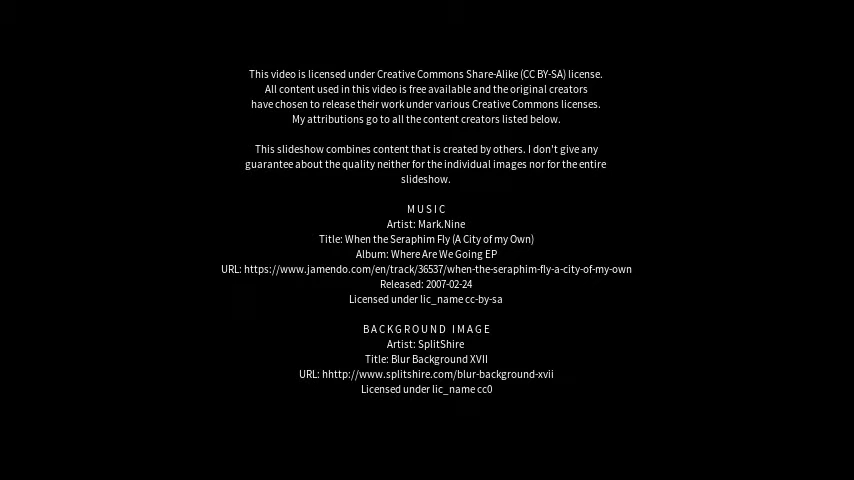 This video is licensed under Creative Commons Share-Alike (CC BY-SA) license.
All content used in this video is free available and the original creators
have chosen to release their work under various Creative Commons licenses.
My attributions go to all the content creators listed below.
This slideshow combines content that is created by others. I don't give any
guarantee about the quality neither for the individual images nor for the entire
slideshow.
MUSIC
Artist: Mark.Nine
Title: When the Seraphim Fly (A City of my Own)
Album: Where Are We Going EP
URL: https://www.jamendo.com/en/track/36537/when-the-seraphim-fly-a-city-of-my-own
Released: 2007-02-24
Licensed under lic_name cc-by-sa
BACKGROUND IMAGE
Artist: SplitShire
Title: Blur Background XVII
URL: hhttp://www.splitshire.com/blur-background-xvii
Licensed under lic_name cc0